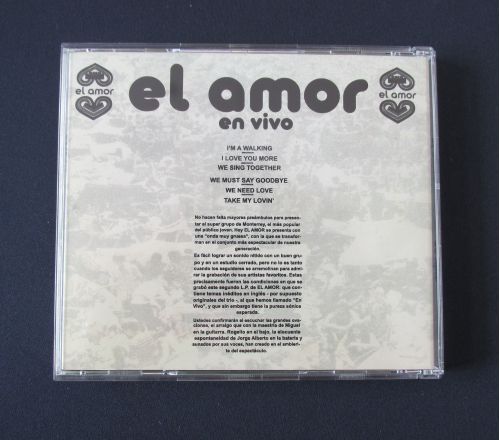 el amor
el amor
el amor
en vivo
I'M A WALKING
I LOVE YOU MORE
WE SING TOGETHER
WE MUST SAY GOODBYE
WE NEED LOVE
TAKE MY LOVIN'
No hacen falta mayores preámbulos para presen-
tar al super grupo de Monterrey, el más popular
del público joven. Hoy EL AMOR se presenta con
una "onda muy gruesa", con la que se transfor-
man en el conjunto más espectacular de nuestra
generación.
Es fácil lograr un sonido nítido con un buen gru-
po y en un estudio cerrado, pero no lo es tanto
cuando los seguidores se arremolinan para admi-
rar la grabación de sus artistas favoritos. Estas
precisamente fueron las condiciones en que se
grabó este segundo L.P. de EL AMOR: que con-
tiene temas inéditos en inglés - por supuesto
originales del trio -, al que hemos llamado "En
Vivo", y que sin embargo tiene la pureza sónica
esperada.
Ustedes confirmarán al escuchar las grandes ova-
ciones, el arraigo que con la maestria de Miguel
en la guitarra, Rogelio en el bajo, la elocuente
espontaneidad de Jorge Alberto en la batería y
aunados por sus voces, han creado en el ambien-
te del espectáculo.